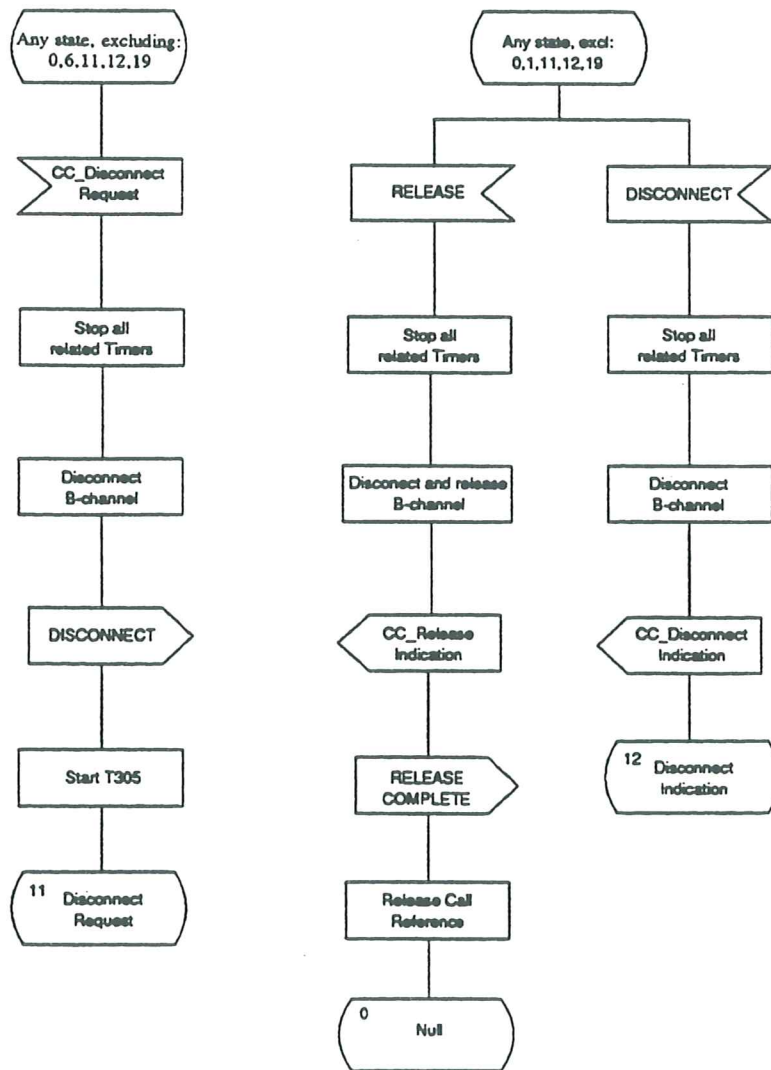 Any state, excluding:
0,6,11,12,19
CC_Disconnect
Request
Stop all
related Timers
Disconnect
B-channel
DISCONNECT
Start T305
11 Disconnect
Request
Any state, excl:
0,1,11,12,19
RELEASE
Stop all
related Timers
Disconect and release
B-channel
CC_Release
Indication
RELEASE
COMPLETE
Release Call
Reference
0
Null
DISCONNECT
Stop all
related Timers
Disconnect
B-channel
CC_Disconnect
Indication
12 Disconnect
Indication